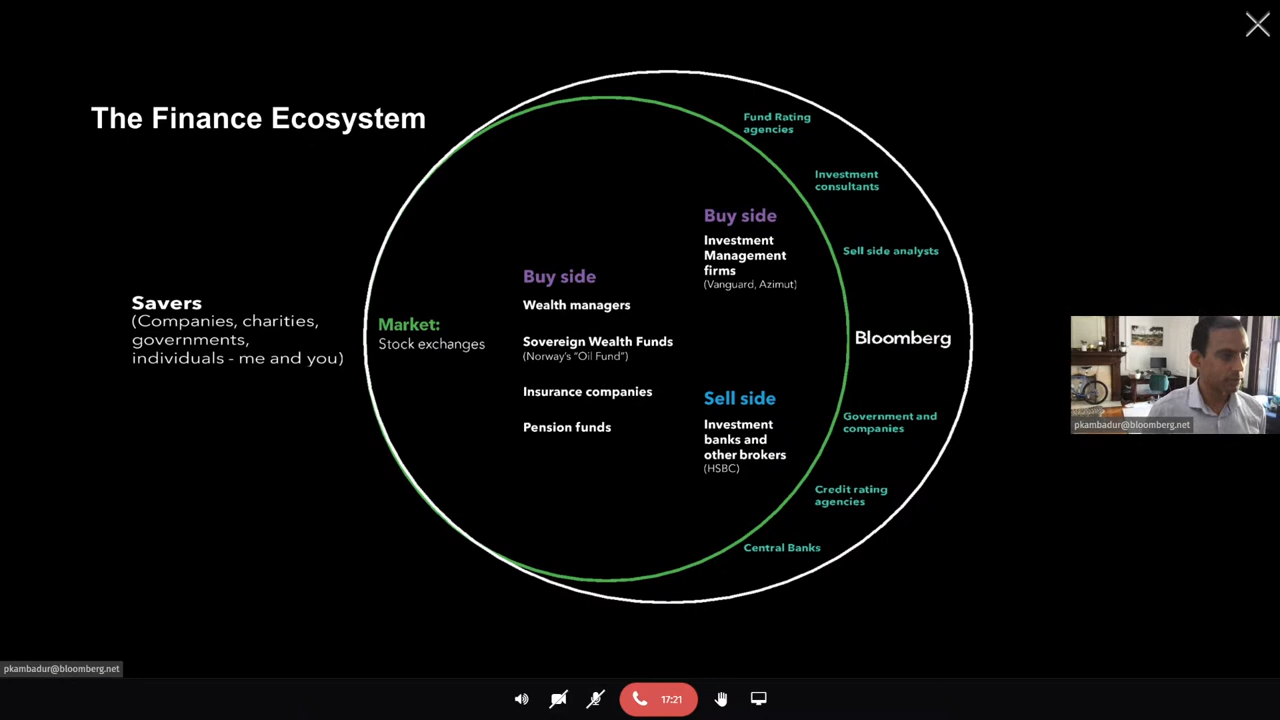 The Finance Ecosystem
Fund Rating
agencies
Investment
consultants
Buy side
Investment
Management
firms
(Vanguard, Azimut)
Sell side analysts
Buy side
Wealth managers
Sovereign Wealth Funds
(Norway's "Oil Fund")
Insurance companies
Pension funds
Savers
(Companies, charities,
governments,
individuals - me and you)
Market:
Stock exchanges
Bloomberg
Sell side
Investment
banks and
other brokers
(HSBC)
Government and
companies
Credit rating
agencies
Central Banks
pkambadur@bloomberg.net
pkambadur@bloomberg.net
17:21